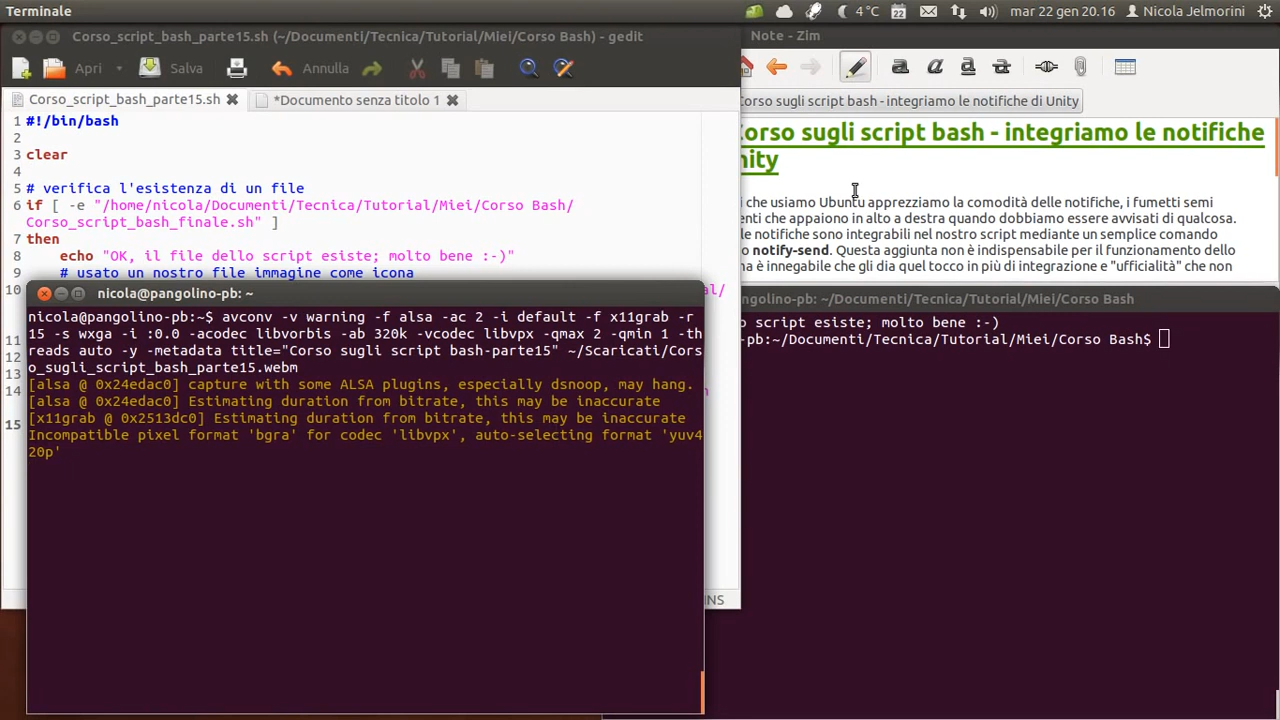 Terminale
4 °C
22
mar 22 gen 20.16
Nicola Jelmorini
Corso_script_bash_parte15.sh (~/Documenti/Tecnica/Tutorial/Miei/Corso Bash) - gedit
Apri
Salva
Annulla
Corso_script_bash_parte15.sh
*Documento senza titolo 1
1 #!/bin/bash
2
3 clear
4
5 # verifica l'esistenza di un file
6 if [ -e "/home/nicola/Documenti/Tecnica/Tutorial/Miei/Corso Bash/
Corso_script_bash_finale.sh" ]
7 then
8 echo "OK, il file dello script esiste; molto bene :-)"
9 # usato un nostro file immagine come icona
10
al/
11
12
13
14
15
NS
Note - Zim
a a a a
Corso sugli script bash - integriamo le notifiche di Unity
Corso sugli script bash - integriamo le notifiche
nity
i che usiamo Ubuntu apprezziamo la comodità delle notifiche, i fumetti semi
enti che appaiono in alto a destra quando dobbiamo essere avvisati di qualcosa.
le notifiche sono integrabili nel nostro script mediante un semplice comando
o notify-send. Questa aggiunta non è indispensabile per il funzionamento dello
ma è innegabile che gli dia quel tocco in più di integrazione e "ufficialità" che non
nicola@pangolino-pb: ~
nicola@pangolino-pb:~$ avconv -v warning -f alsa -ac 2 -i default -f x11grab -r
15 -s wxga -i :0.0 -acodec libvorbis -ab 320k -vcodec libvpx -qmax 2 -qmin 1 -th
reads auto -y -metadata title="Corso sugli script bash-parte15" ~/Scaricati/Cors
o_sugli_script_bash_parte15.webm
[alsa @ 0x24edac0] capture with some ALSA plugins, especially dsnoop, may hang.
[alsa @ 0x24edac0] Estimating duration from bitrate, this may be inaccurate
[x11grab @ 0x2513dc0] Estimating duration from bitrate, this may be inaccurate
Incompatible pixel format 'bgra' for codec 'libvpx', auto-selecting format 'yuv4
20p'
ngolino-pb: ~/Documenti/Tecnica/Tutorial/Miei/Corso Bash
o script esiste; molto bene :-)
-pb:~/Documenti/Tecnica/Tutorial/Miei/Corso Bash$